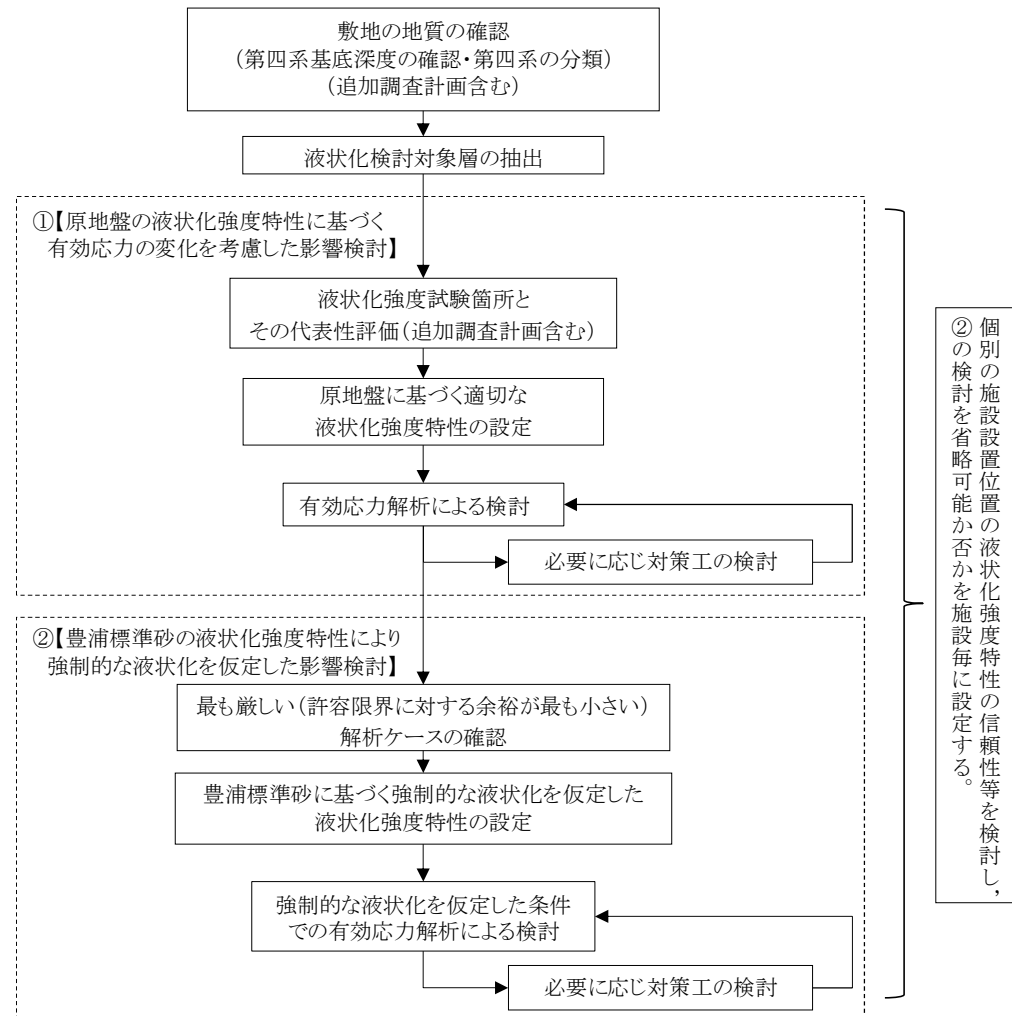 敷地の地質の確認
（第四系基底深度の確認・第四系の分類）
（追加調査計画含む）
液状化検討対象層の抽出
①【原地盤の液状化強度特性に基づく
有効応力の変化を考慮した影響検討】
液状化強度試験箇所と
その代表性評価（追加調査計画含む）
原地盤に基づく適切な
液状化強度特性の設定
有効応力解析による検討
必要に応じ対策工の検討
②【豊浦標準砂の液状化強度特性により
強制的な液状化を仮定した影響検討】
最も厳しい（許容限界に対する余裕が最も小さい）
解析ケースの確認
豊浦標準砂に基づく強制的な液状化を仮定した
液状化強度特性の設定
強制的な液状化を仮定した条件
での有効応力解析による検討
必要に応じ対策工の検討
個別の施設設置位置の液状化強度特性の信頼性等を検討し，
②の検討を省略可能か否かを施設毎に設定する。